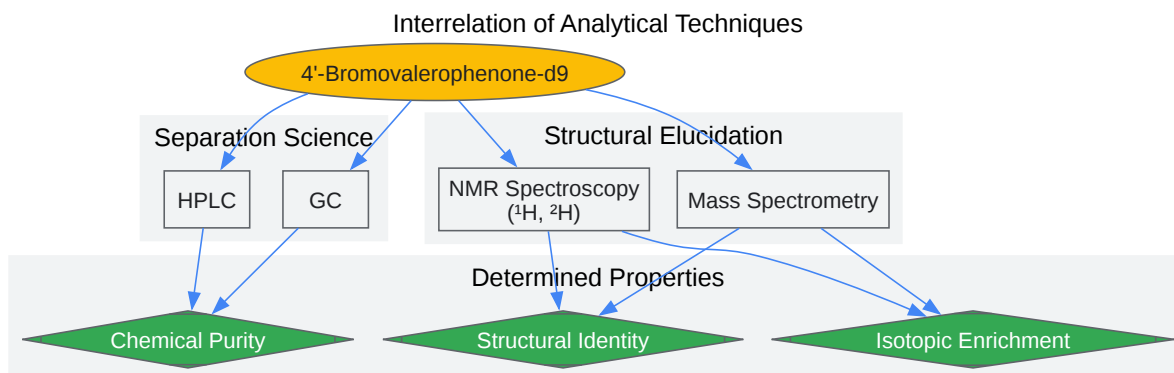 Interrelation of Analytical Techniques
4'-Bromovalerophenone-d9
Separation Science
Structural Elucidation
HPLC
GC
NMR Spectroscopy
(¹H, ²H)
Mass Spectrometry
Determined Properties
Chemical Purity
Structural Identity
Isotopic Enrichment